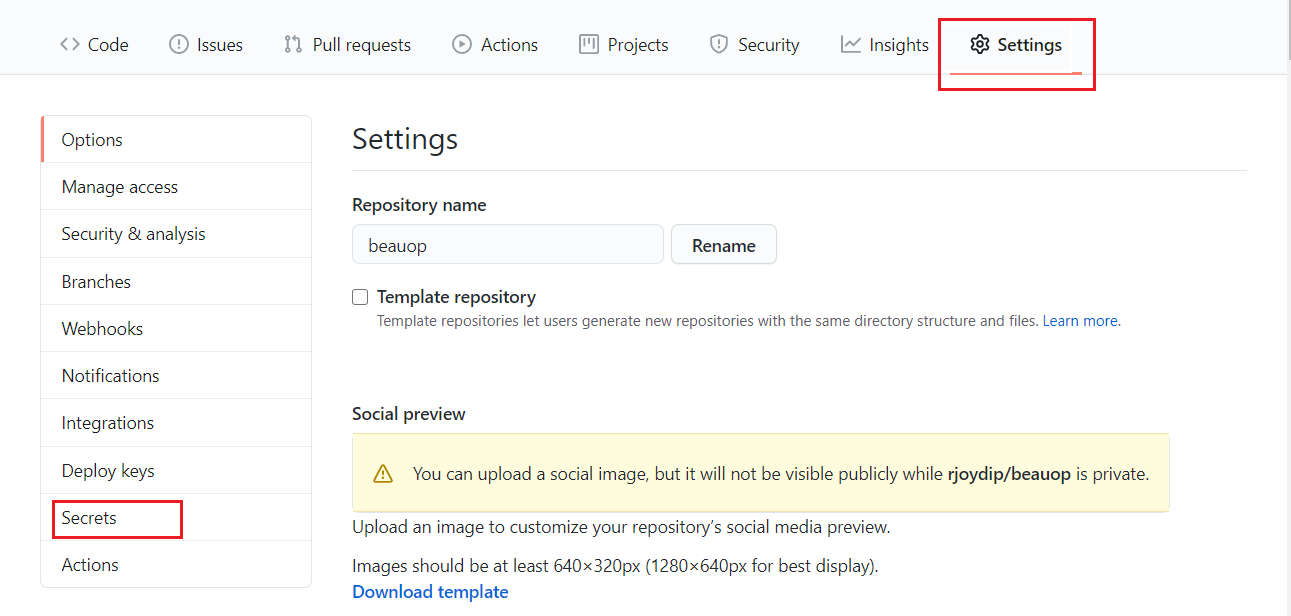 Code Issues Pull requests Actions Projects Security Insights Settings
Options
Manage access
Security & analysis
Branches
Webhooks
Notifications
Integrations
Deploy keys
Secrets
Actions
Settings
Repository name
beauop Rename
Template repository
Template repositories let users generate new repositories with the same directory structure and files. Learn more.
Social preview
You can upload a social image, but it will not be visible publicly while rjoydip/beauop is private.
Upload an image to customize your repository’s social media preview.
Images should be at least 640×320px (1280×640px for best display).
Download template